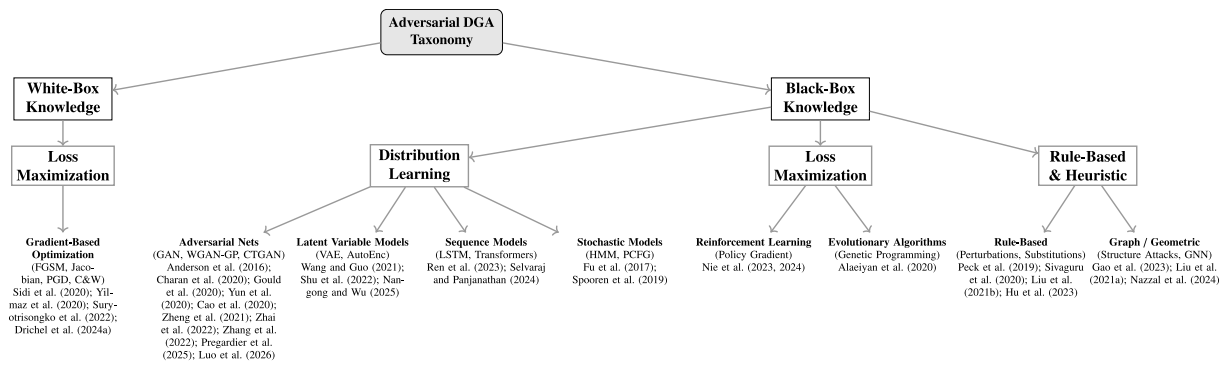 Adversarial DGA
Taxonomy
White-Box
Knowledge
Black-Box
Knowledge
Loss
Maximization
Distribution
Learning
Loss
Maximization
Rule-Based
& Heuristic
Gradient-Based
Optimization
(FGSM, Jaco-
bian, PGD, C&W)
Sidi et al. (2020); Yil-
maz et al. (2020); Sury-
otrisongko et al. (2022);
Drichel et al. (2024a)
Adversarial Nets
(GAN, WGAN-GP, CTGAN)
Anderson et al. (2016);
Charan et al. (2020); Gould
et al. (2020); Yun et al.
(2020); Cao et al. (2020);
Zheng et al. (2021); Zhai
et al. (2022); Zhang et al.
(2022); Pregardier et al.
(2025); Luo et al. (2026)
Latent Variable Models
(VAE, AutoEnc)
Wang and Guo (2021);
Shu et al. (2022); Nan-
gong and Wu (2025)
Sequence Models
(LSTM, Transformers)
Ren et al. (2023); Selvaraj
and Panjanathan (2024)
Stochastic Models
(HMM, PCFG)
Fu et al. (2017);
Spooren et al. (2019)
Reinforcement Learning
(Policy Gradient)
Nie et al. (2023, 2024)
Evolutionary Algorithms
(Genetic Programming)
Alaeiyan et al. (2020)
Rule-Based
(Perturbations, Substitutions)
Peck et al. (2019); Sivaguru
et al. (2020); Liu et al.
(2021b); Hu et al. (2023)
Graph / Geometric
(Structure Attacks, GNN)
Gao et al. (2023); Liu et al.
(2021a); Nazzal et al. (2024)